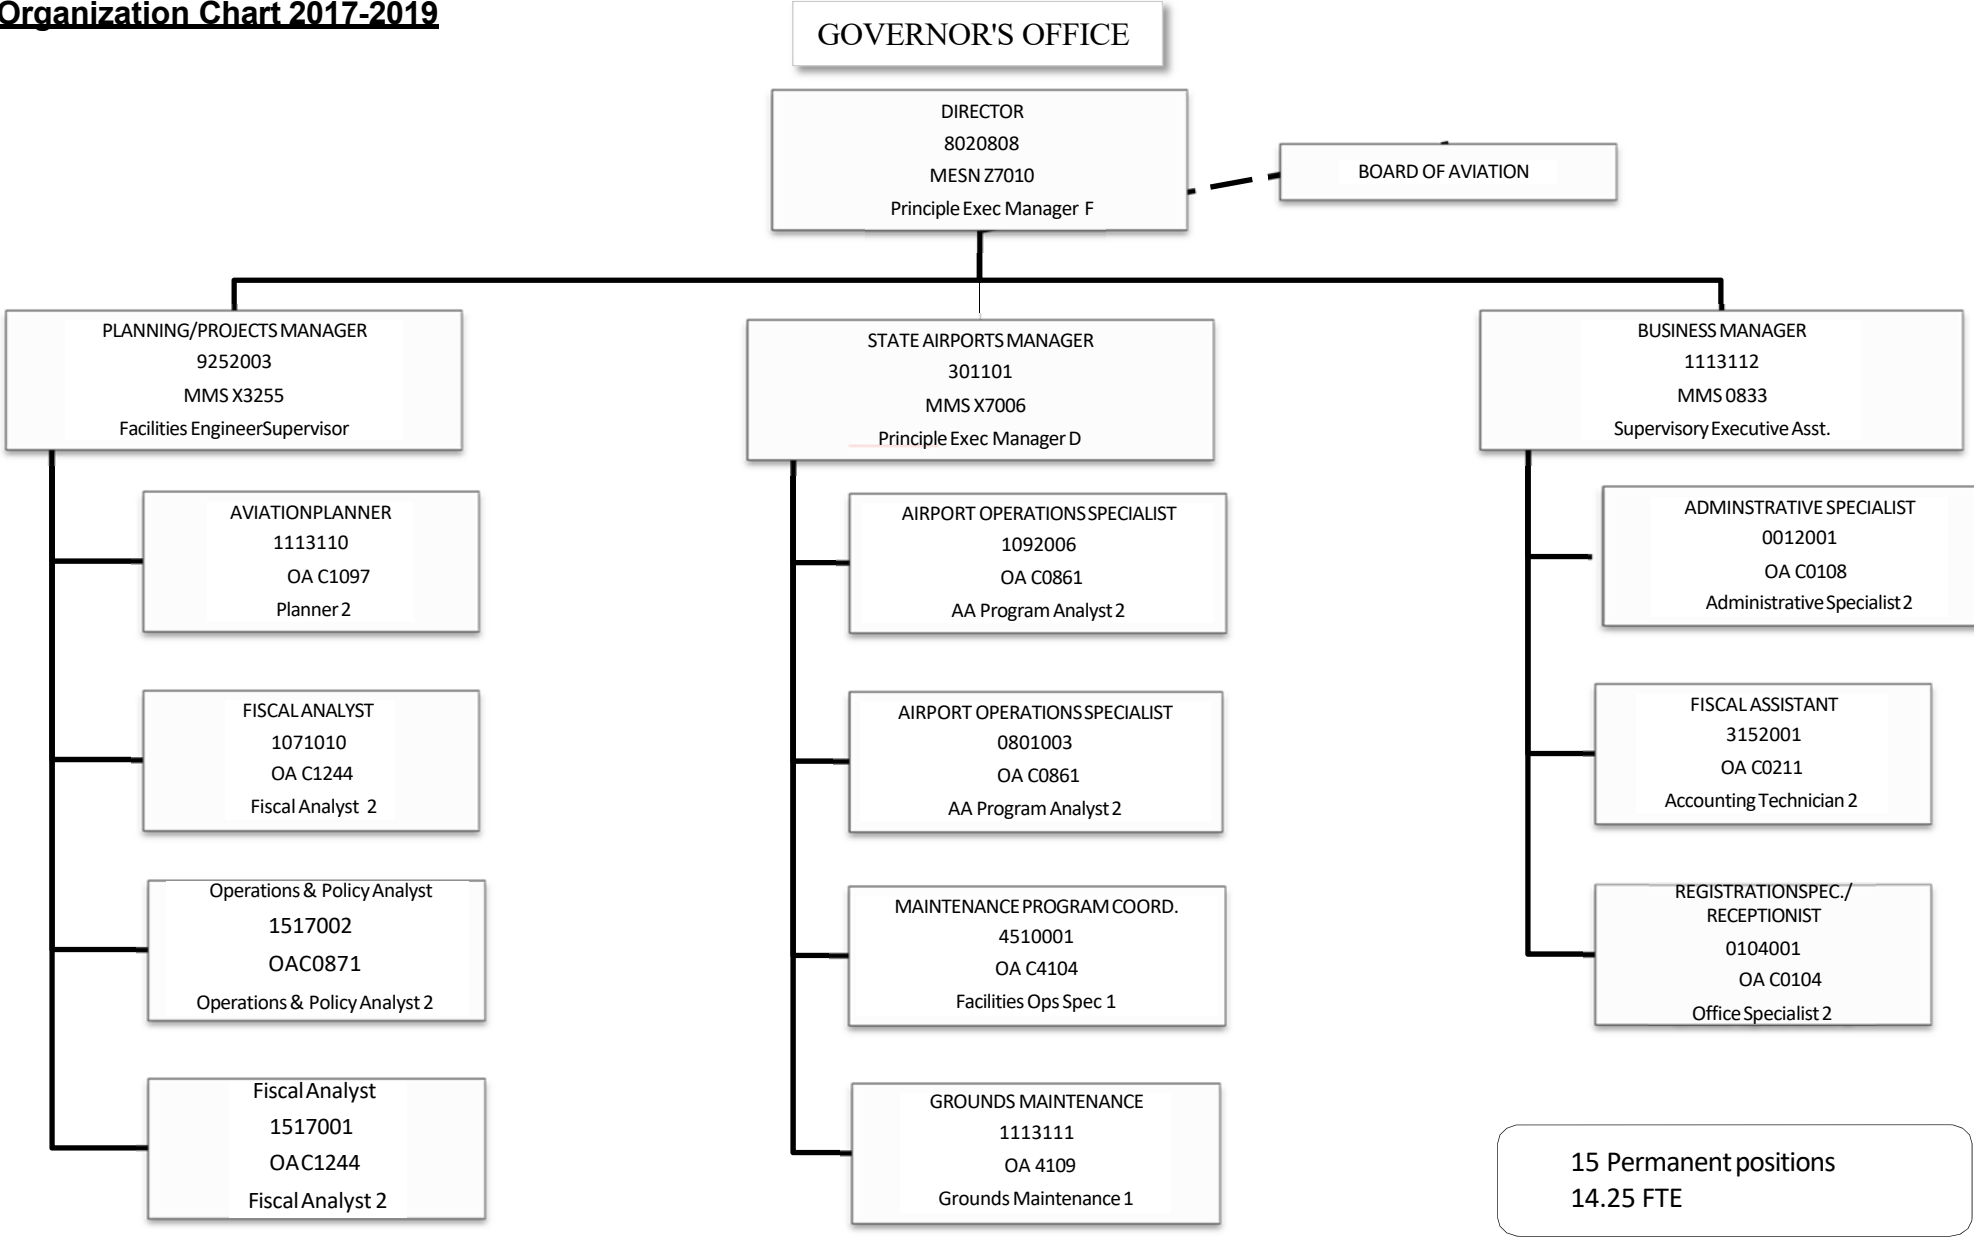 Organization Chart 2017-2019
GOVERNOR'S OFFICE
DIRECTOR
8020808
MESN Z7010
Principle Exec Manager F
BOARD OF AVIATION
PLANNING/PROJECTS MANAGER
9252003
MMS X3255
Facilities EngineerSupervisor
AVIATIONPLANNER
1113110
OA C1097
Planner 2
FISCAL ANALYST
1071010
OA C1244
Fiscal Analyst 2
Operations & Policy Analyst
1517002
OAC0871
Operations & Policy Analyst 2
Fiscal Analyst
1517001
OAC1244
Fiscal Analyst 2
STATE AIRPORTS MANAGER
301101
MMS X7006
Principle Exec Manager D
AIRPORT OPERATIONS SPECIALIST
1092006
OA C0861
AA Program Analyst 2
AIRPORT OPERATIONS SPECIALIST
0801003
OA C0861
AA Program Analyst 2
MAINTENANCE PROGRAM COORD.
4510001
OA C4104
Facilities Ops Spec 1
GROUNDS MAINTENANCE
1113111
OA 4109
Grounds Maintenance 1
BUSINESS MANAGER
1113112
MMS 0833
Supervisory Executive Asst.
ADMINSTRATIVE SPECIALIST
0012001
OA C0108
Administrative Specialist 2
FISCAL ASSISTANT
3152001
OA C0211
Accounting Technician 2
REGISTRATIONSPEC./
RECEPTIONIST
0104001
OA C0104
Office Specialist 2
15 Permanent positions
14.25 FTE